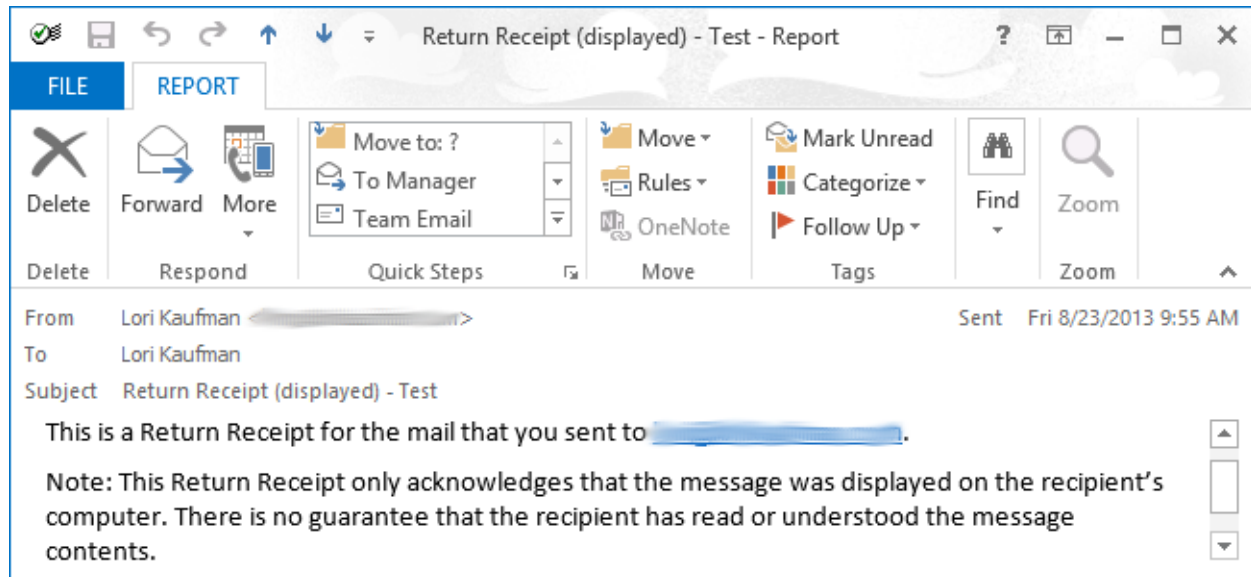 Return Receipt (displayed) - Test - Report
FILE REPORT
Delete Forward More Move to: ? To Manager Team Email Move Rules OneNote Mark Unread Categorize Follow Up Find Zoom
Delete Respond Quick Steps Move Tags Zoom
From Lori Kaufman < > Sent Fri 8/23/2013 9:55 AM
To Lori Kaufman
Subject Return Receipt (displayed) - Test
This is a Return Receipt for the mail that you sent to .
Note: This Return Receipt only acknowledges that the message was displayed on the recipient's
computer. There is no guarantee that the recipient has read or understood the message
contents.